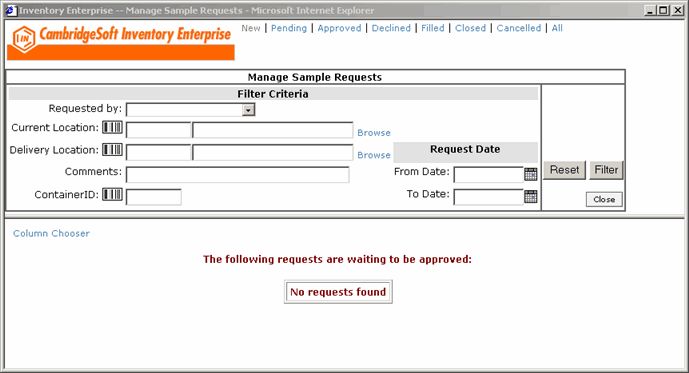 Inventory Enterprise -- Manage Sample Requests - Microsoft Internet Explorer
CambridgeSoft Inventory Enterprise
New | Pending | Approved | Declined | Filled | Closed | Cancelled | All
Manage Sample Requests
Filter Criteria
Requested by:
Current Location: Browse
Delivery Location: Browse
Request Date
Comments: From Date:
Reset Filter
ContainerID: To Date:
Close
Column Chooser
The following requests are waiting to be approved:
No requests found